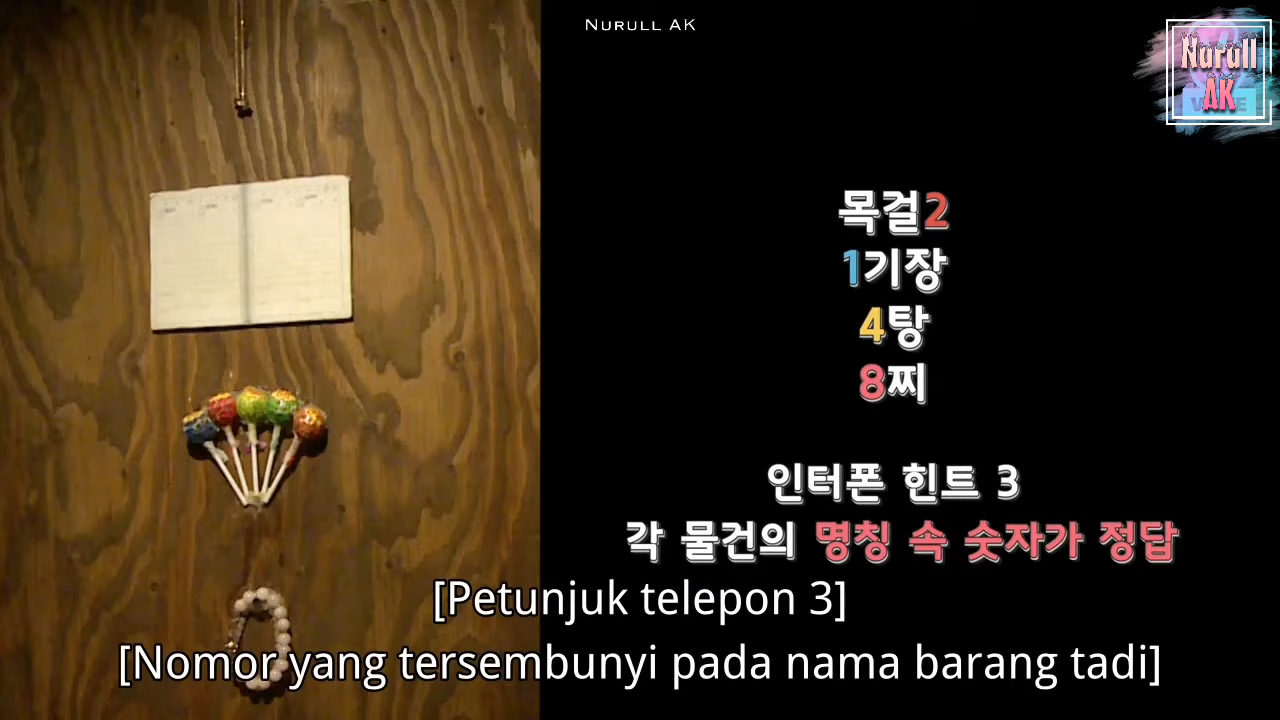 NURULL AK
Nurull
AK
목걸2
1기장
4탕
8찌
인터폰 힌트 3
각 물건의 명칭 속 숫자가 정답
[Petunjuk telepon 3]
[Nomor yang tersembunyi pada nama barang tadi]